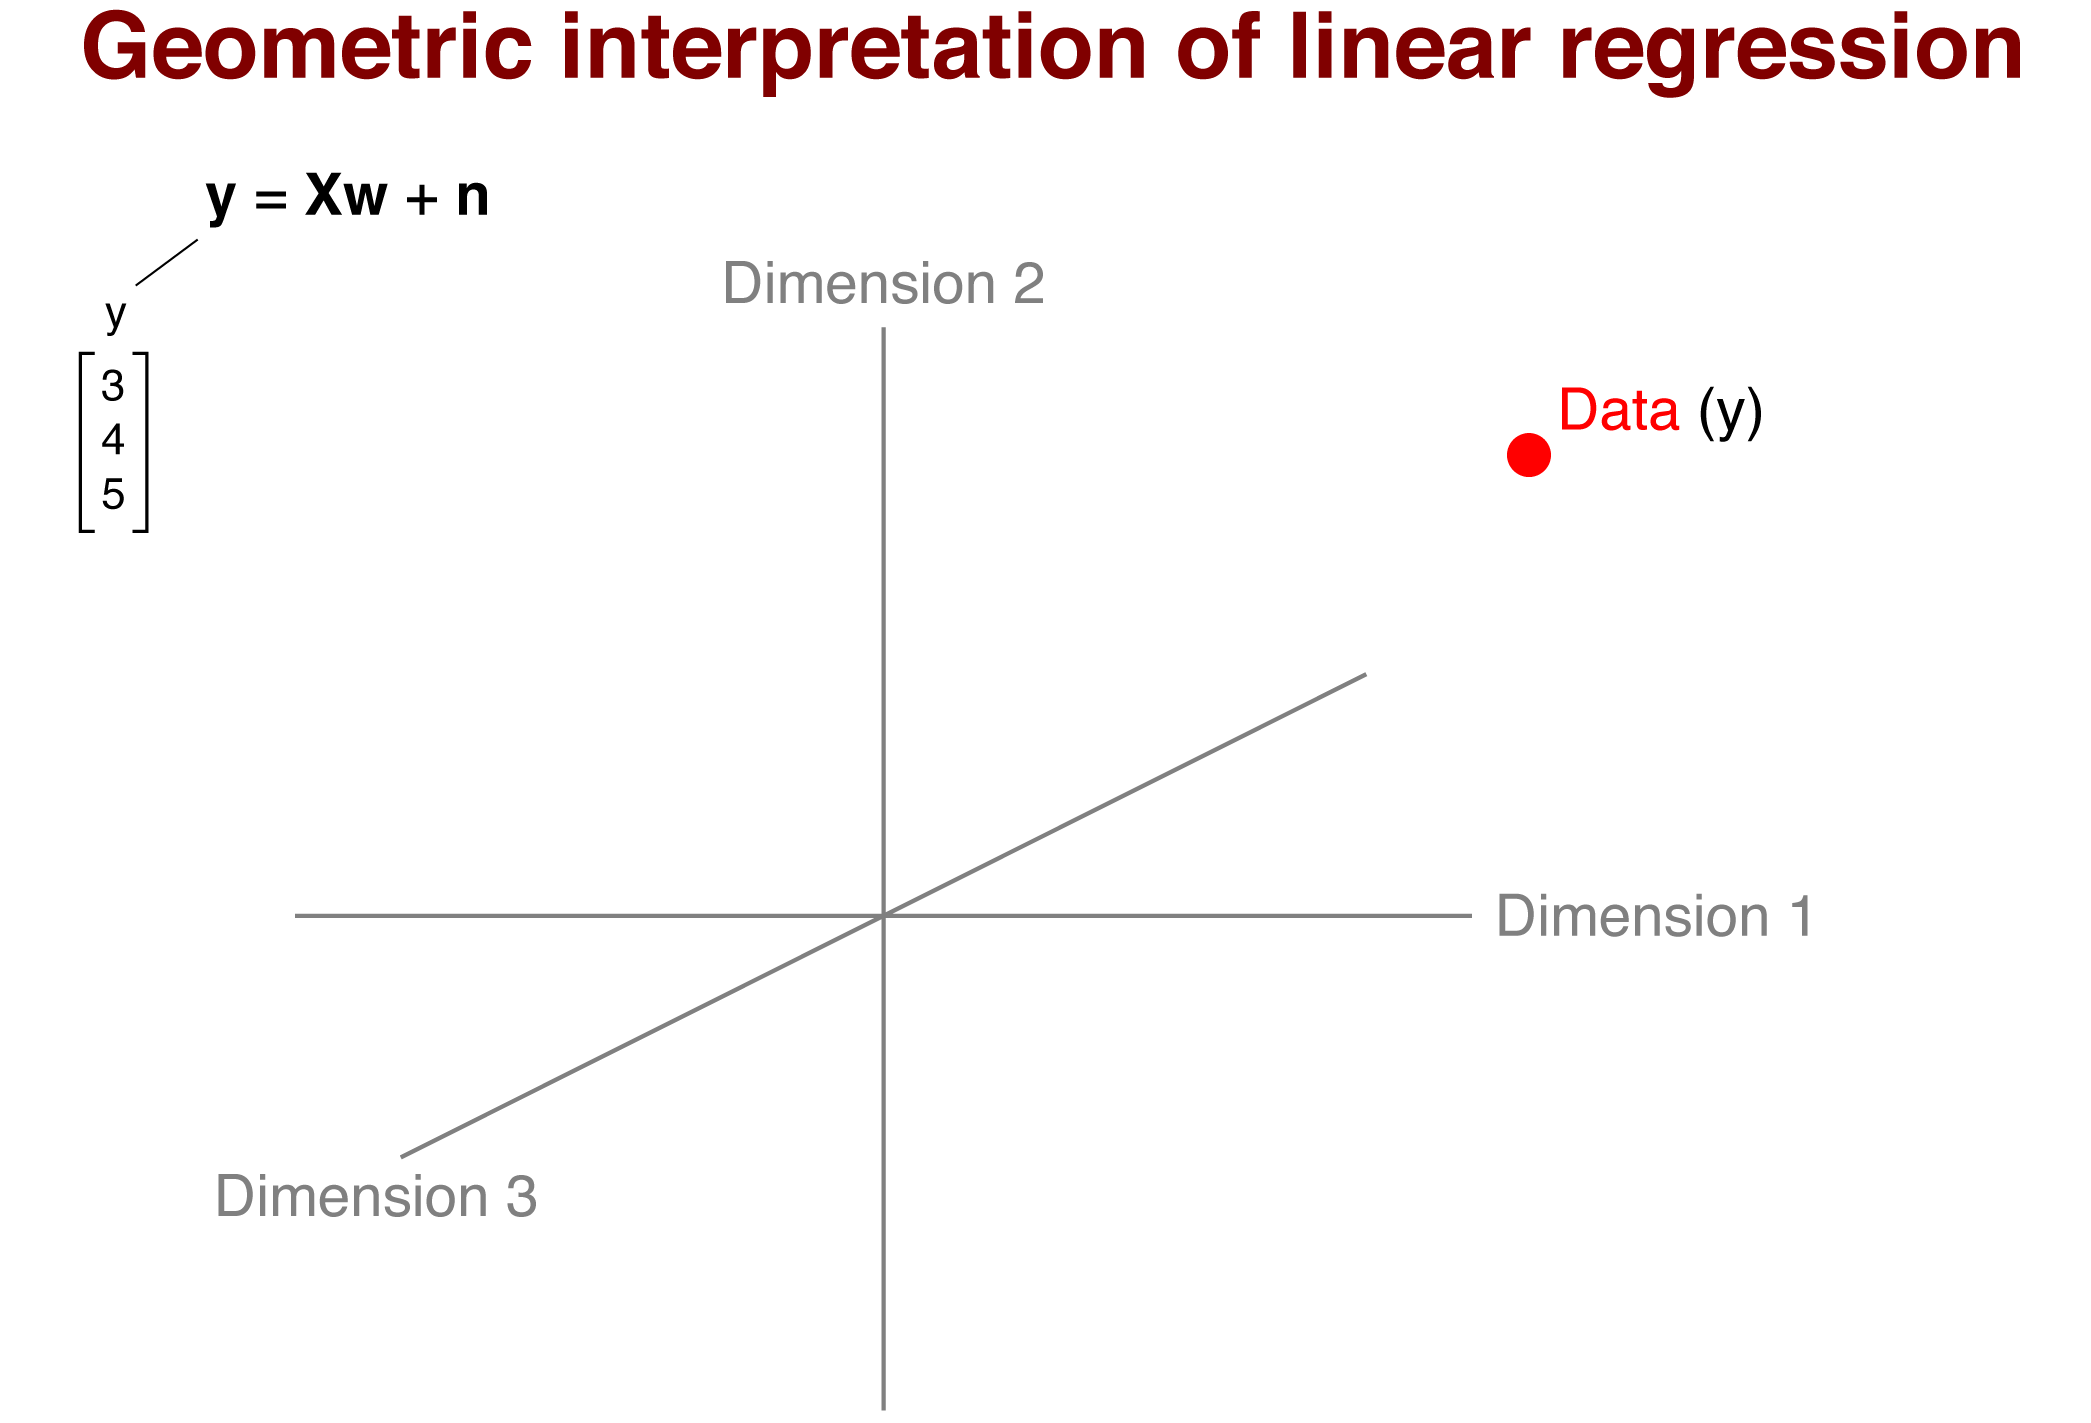 Geometric interpretation of linear regression
y = Xw + n
y
3
4
5
Dimension 2
Data (y)
Dimension 1
Dimension 3